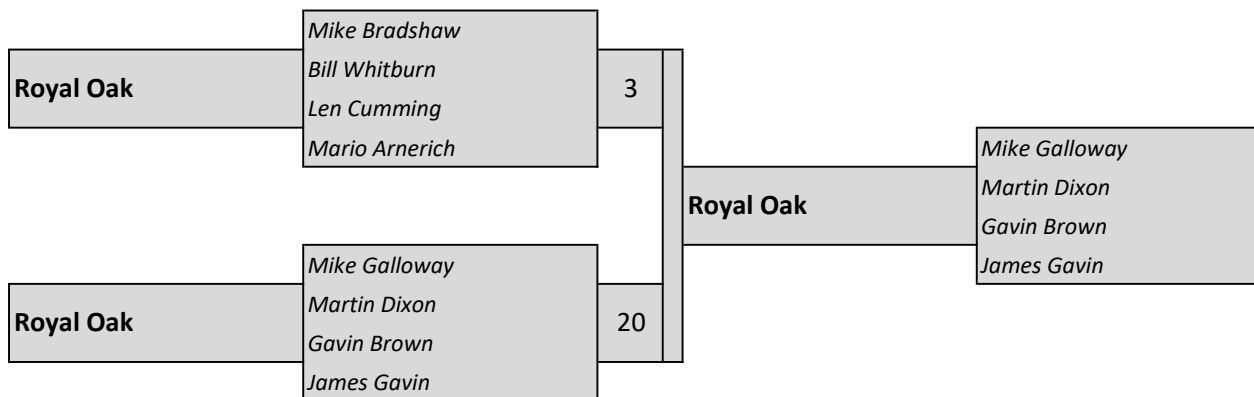 Mike Bradshaw
Royal Oak
Bill Whitburn
3
Len Cumming
Mario Arnerich
Mike Galloway
Royal Oak
Martin Dixon
20
Gavin Brown
James Gavin
Royal Oak
Mike Galloway
Martin Dixon
Gavin Brown
James Gavin